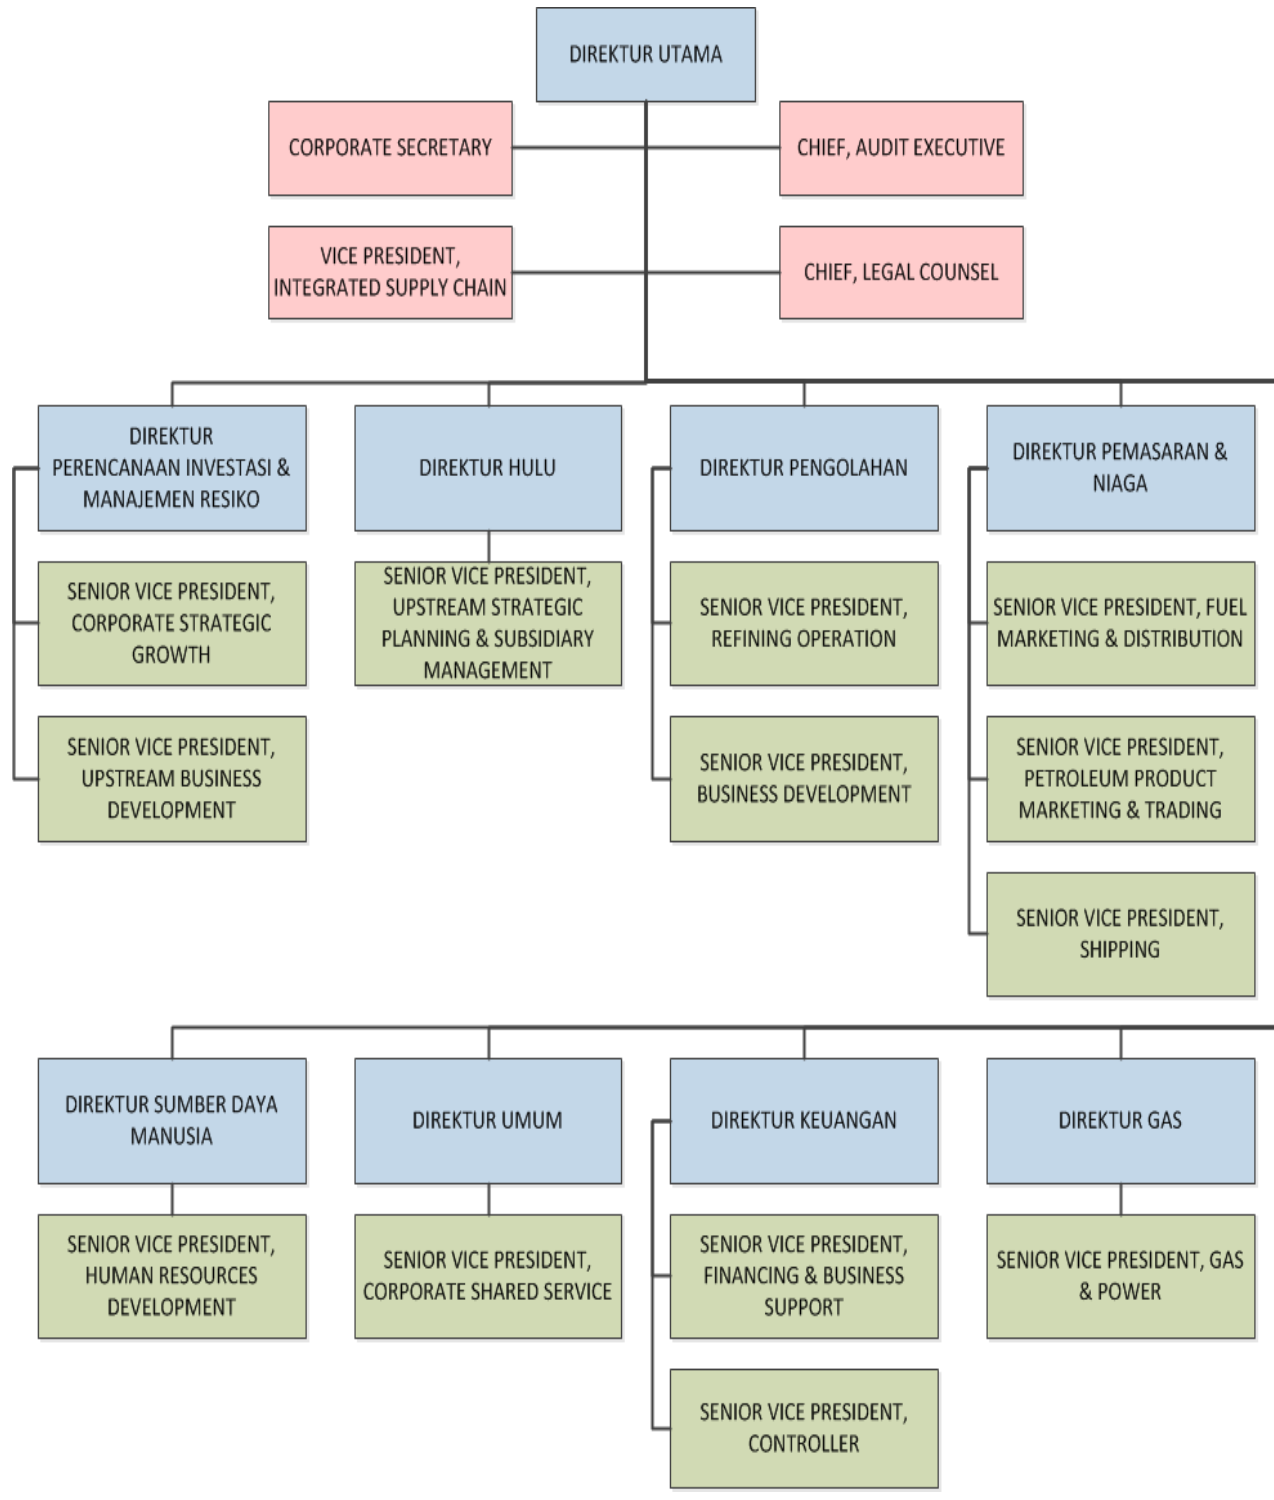 DIREKTUR UTAMA
CORPORATE SECRETARY
CHIEF, AUDIT EXECUTIVE
VICE PRESIDENT,
INTEGRATED SUPPLY CHAIN
CHIEF, LEGAL COUNSEL
DIREKTUR
PERENCANAAN INVESTASI &
MANAJEMEN RESIKO
DIREKTUR HULU
DIREKTUR PENGOLAHAN
DIREKTUR PEMASARAN &
NIAGA
SENIOR VICE PRESIDENT,
CORPORATE STRATEGIC
GROWTH
SENIOR VICE PRESIDENT,
UPSTREAM STRATEGIC
PLANNING & SUBSIDIARY
MANAGEMENT
SENIOR VICE PRESIDENT,
REFINING OPERATION
SENIOR VICE PRESIDENT, FUEL
MARKETING & DISTRIBUTION
SENIOR VICE PRESIDENT,
UPSTREAM BUSINESS
DEVELOPMENT
SENIOR VICE PRESIDENT,
BUSINESS DEVELOPMENT
SENIOR VICE PRESIDENT,
PETROLEUM PRODUCT
MARKETING & TRADING
SENIOR VICE PRESIDENT,
SHIPPING
DIREKTUR SUMBER DAYA
MANUSIA
DIREKTUR UMUM
DIREKTUR KEUANGAN
DIREKTUR GAS
SENIOR VICE PRESIDENT,
HUMAN RESOURCES
DEVELOPMENT
SENIOR VICE PRESIDENT,
CORPORATE SHARED SERVICE
SENIOR VICE PRESIDENT,
FINANCING & BUSINESS
SUPPORT
SENIOR VICE PRESIDENT, GAS
& POWER
SENIOR VICE PRESIDENT,
CONTROLLER